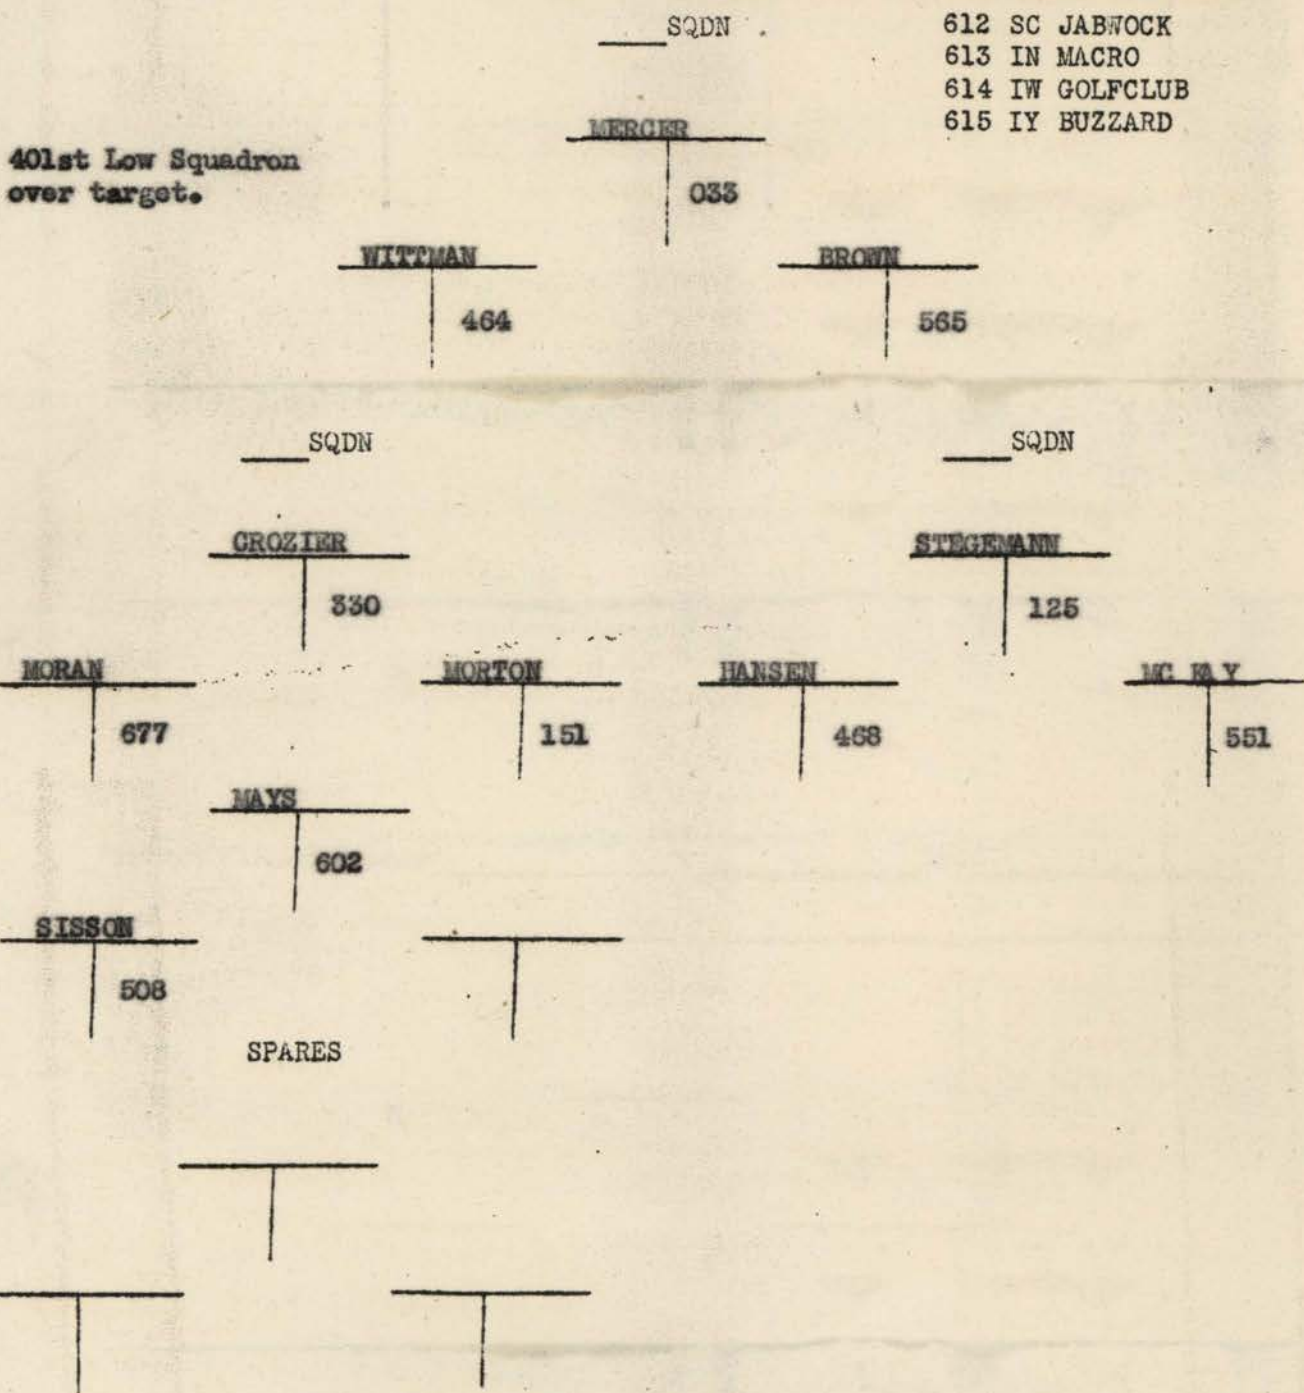 SQDN
612 SC JABWOCK
613 IN MACRO
614 IW GOLFCLUB
615 IY BUZZARD
401st Low Squadron
over target.
MERCER
033
WITTMAN
BROWN
464
565
SQDN
SQDN
CROZIER
STEGEMANN
330
125
MORAN
MORTON
HANSEN
677
151
468
551
MAYS
602
SISSON
508
SPARES